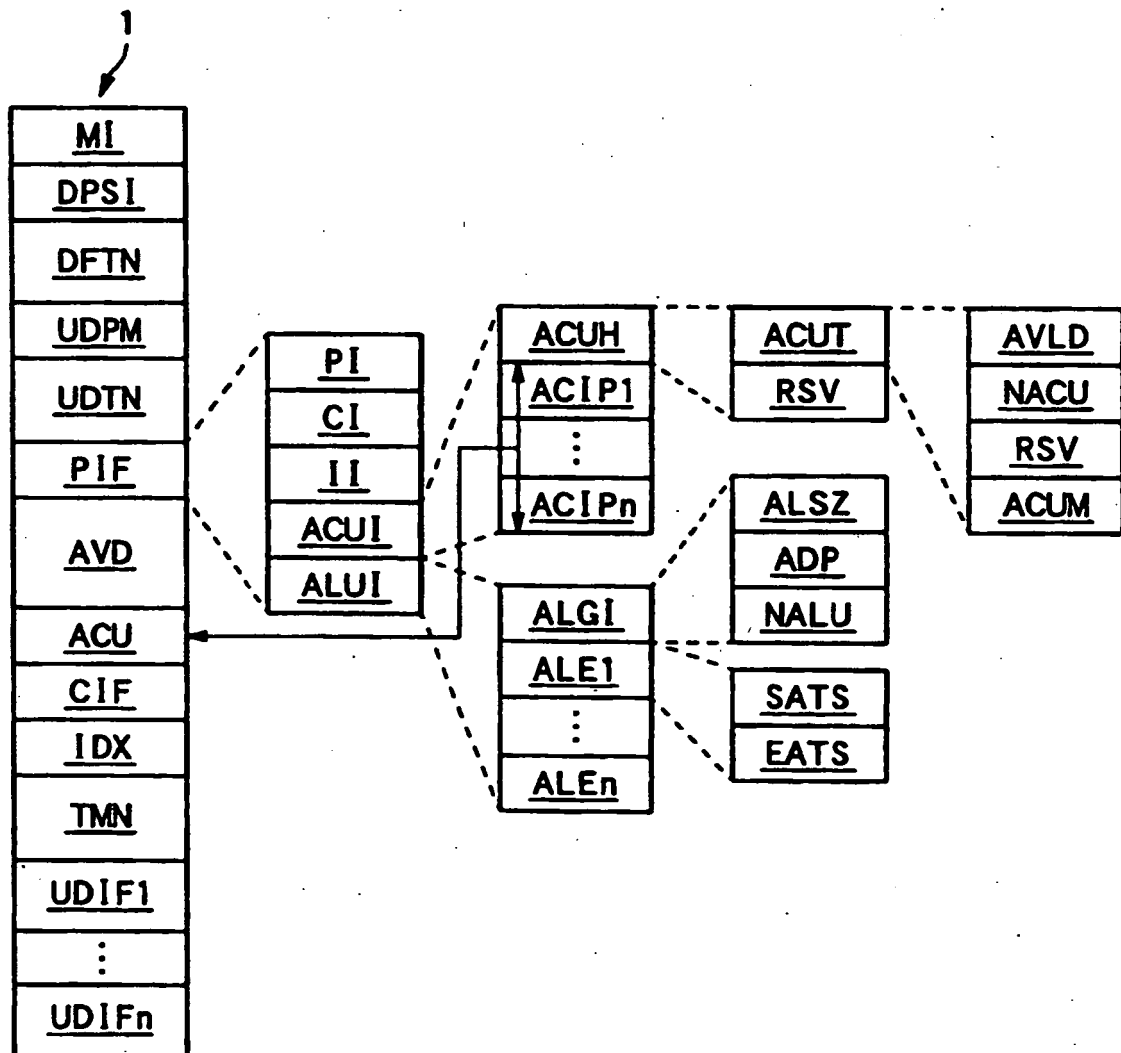 1
MI
DPSI
DFTN
UDPM
UDTN
PIF
AVD
ACU
CIF
IDX
TMN
UDIF1
⋮
UDIFn
PI
CI
II
ACUI
ALUI
ACUH
ACIP1
⋮
ACIPn
ALGI
ALE1
⋮
ALEn
ACUT
RSV
ALSZ
ADP
NALU
SATS
EATS
AVLD
NACU
RSV
ACUM